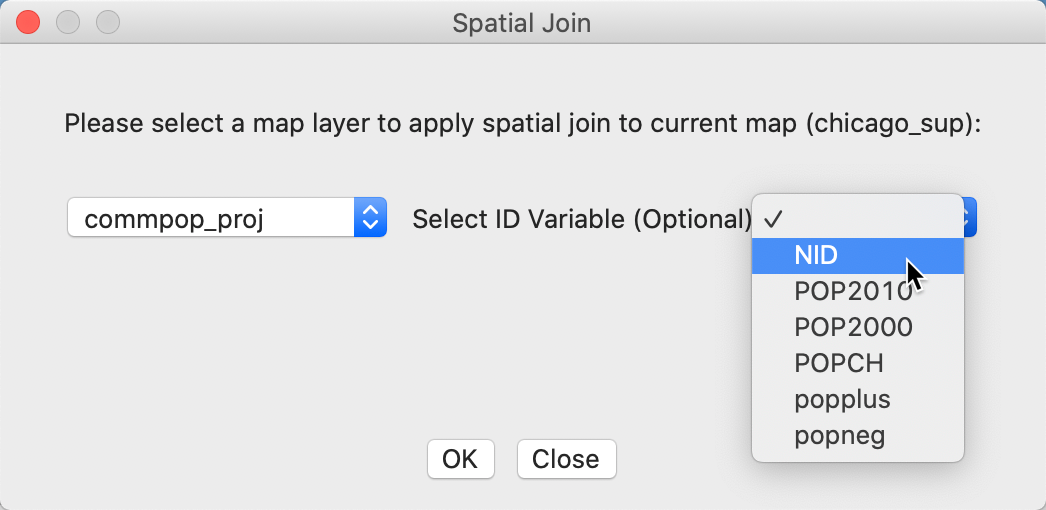 Spatial Join
Please select a map layer to apply spatial join to current map (chicago_sup):
commpop_proj
Select ID Variable (Optional)
✓
NID
POP2010
POP2000
POPCH
popplus
popneg
OK
Close